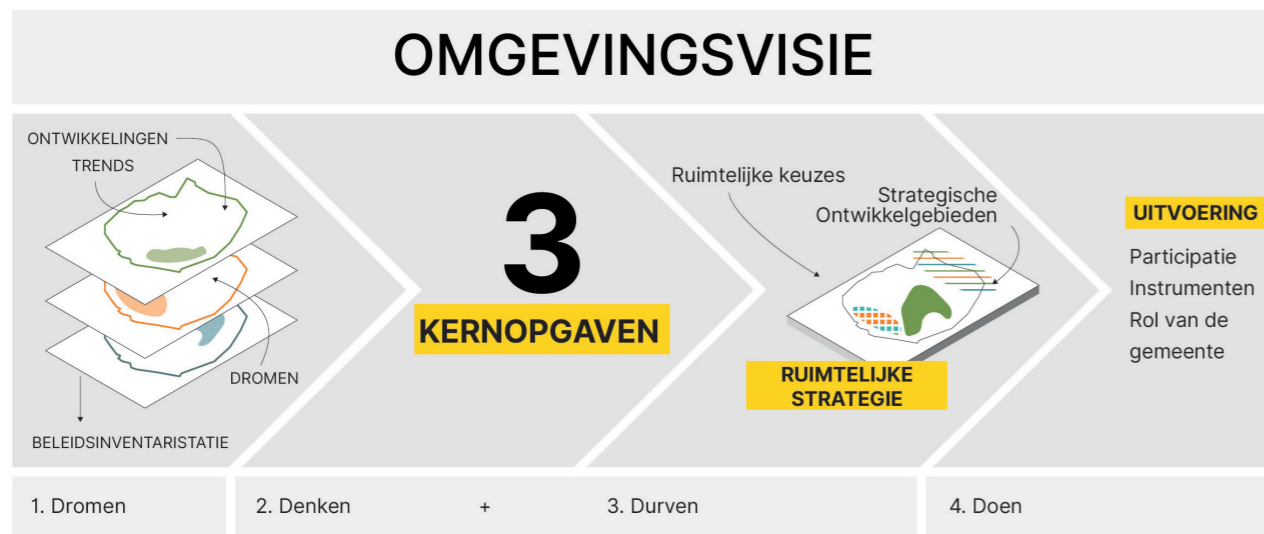 OMGEVINGSVISIE
ONTWIKKELINGEN
TRENDS
DROMEN
BELEIDSINVENTARISTATIE
3
KERNOPGAVEN
Ruimtelijke keuzes
Strategische
Ontwikkelgebieden
RUIMTELIJKE
STRATEGIE
UITVOERING
Participatie
Instrumenten
Rol van de
gemeente
1. Dromen
2. Denken
+
3. Durven
4. Doen